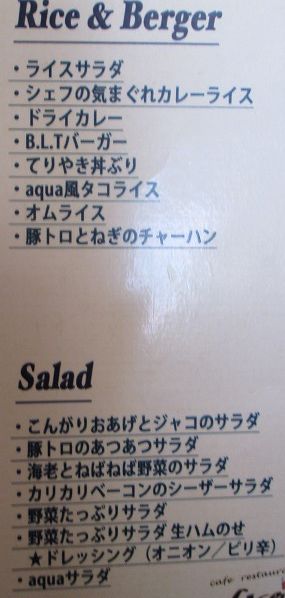 Rice & Berger
・ライスサラダ
・シェフの気まぐれカレーライス
・ドライカレー
・B.L.Tバーガー
・てりやき丼ぶり
・aqua風タコライス
・オムライス
・豚トロとねぎのチャーハン
Salad
・こんがりおあげとジャコのサラダ
・豚トロのあつあつサラダ
・海老とねばねば野菜のサラダ
・カリカリベーコンのシーザーサラダ
・野菜たっぷりサラダ
・野菜たっぷりサラダ 生ハムのせ
★ドレッシング（オニオン／ピリ辛）
・aquaサラダ
cafe restaur